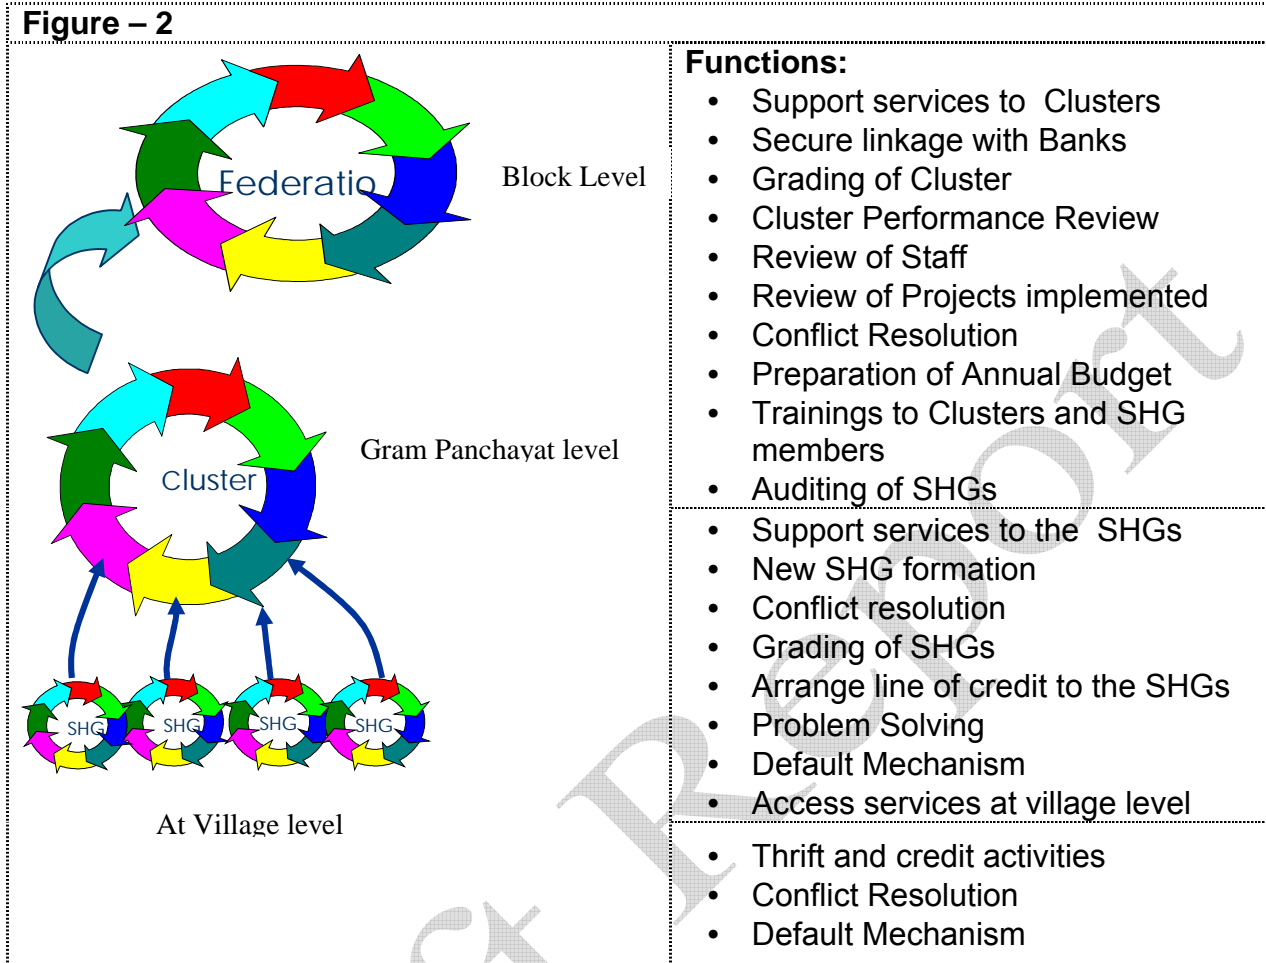 Figure – 2
Federatio
Block Level
Cluster
Gram Panchayat level
SHG
SHG
SHG
SHG
At Village level
Functions:
• Support services to Clusters
• Secure linkage with Banks
• Grading of Cluster
• Cluster Performance Review
• Review of Staff
• Review of Projects implemented
• Conflict Resolution
• Preparation of Annual Budget
• Trainings to Clusters and SHG
members
• Auditing of SHGs
• Support services to the SHGs
• New SHG formation
• Conflict resolution
• Grading of SHGs
• Arrange line of credit to the SHGs
• Problem Solving
• Default Mechanism
• Access services at village level
• Thrift and credit activities
• Conflict Resolution
• Default Mechanism
t Report